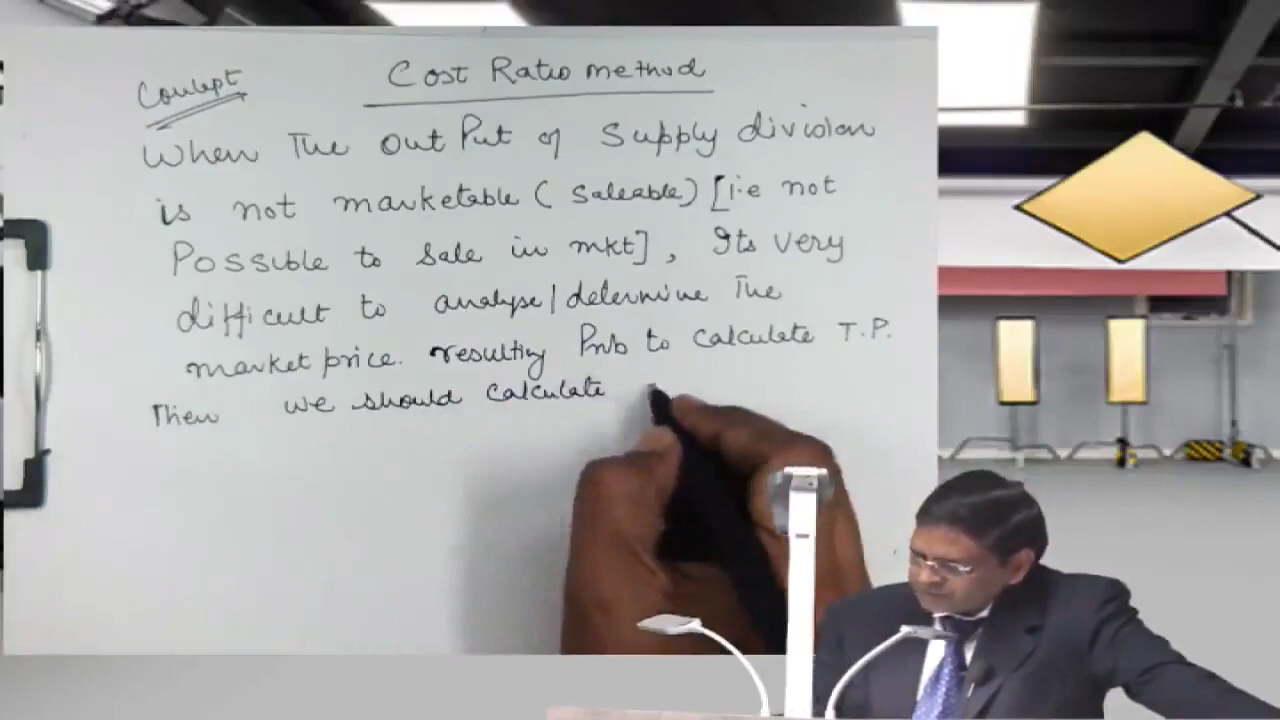 Concept
Cost Ratio method
When The Out Put of Supply division
is not marketable ( Saleable) [i.e not
Possible to Sale in mkt] , Its very
difficult to analyse/determine The
market price. resulting Prob to calculate T.P.
Then we should calculate